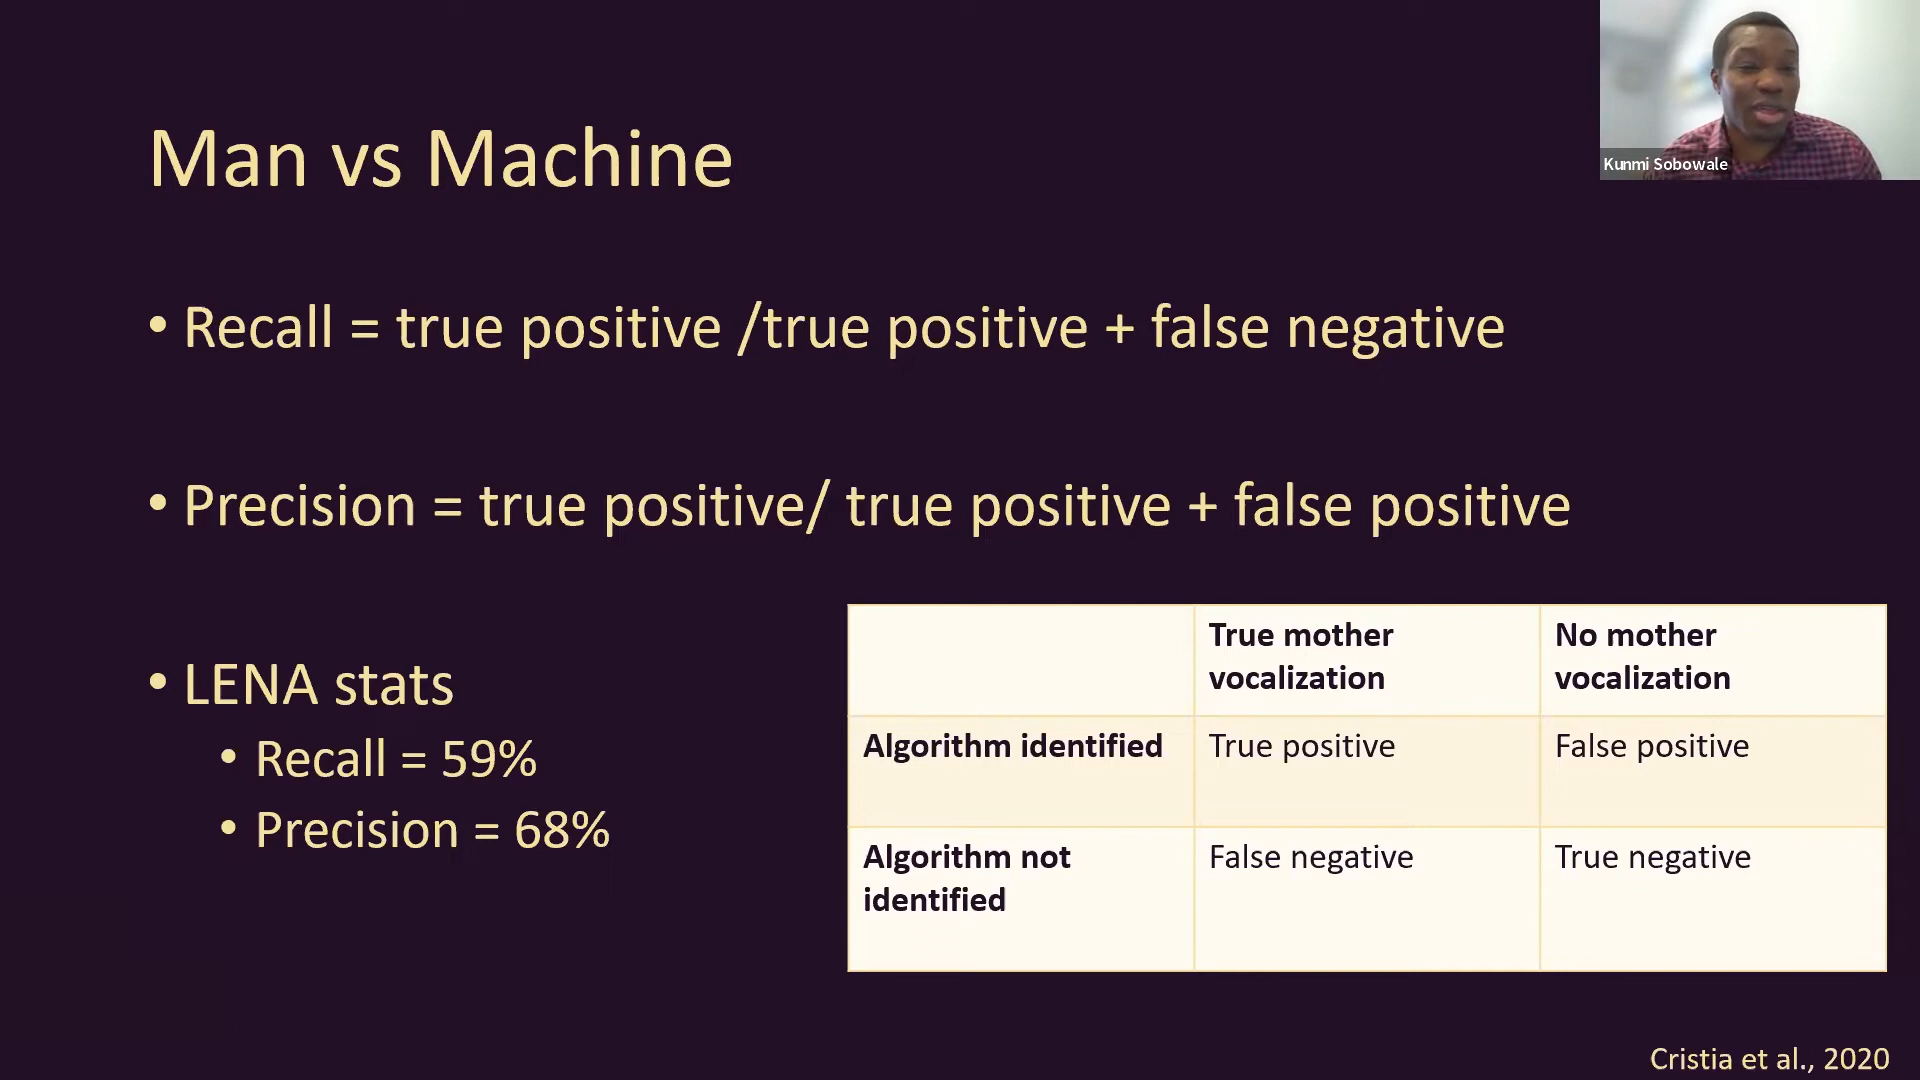 Man vs Machine
Kunmi Sobowale
• Recall = true positive /true positive + false negative
• Precision = true positive/ true positive + false positive
• LENA stats
• Recall = 59%
• Precision = 68%
True mother
vocalization
No mother
vocalization
Algorithm identified
True positive
False positive
Algorithm not
identified
False negative
True negative
Cristia et al., 2020